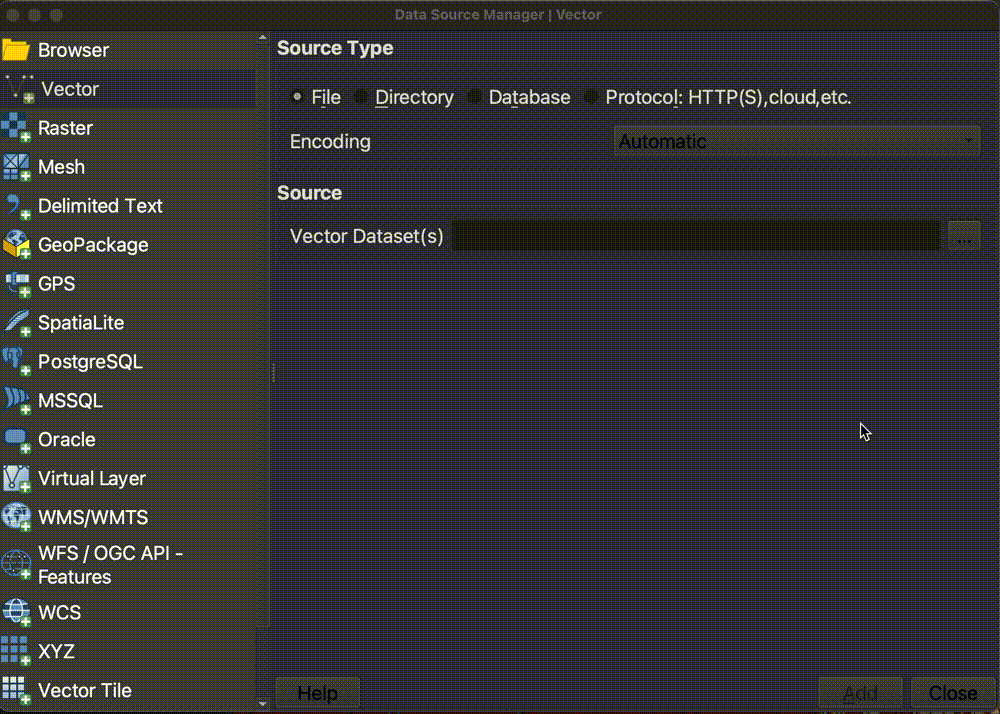 Data Source Manager | Vector
Browser
Vector
Raster
Mesh
Delimited Text
GeoPackage
GPS
SpatiaLite
PostgreSQL
MSSQL
Oracle
Virtual Layer
WMS/WMTS
WFS / OGC API -
Features
WCS
XYZ
Vector Tile
Source Type
File
Directory
Database
Protocol: HTTP(S),cloud,etc.
Encoding
Automatic
Source
Vector Dataset(s)
...
Help
Add
Close